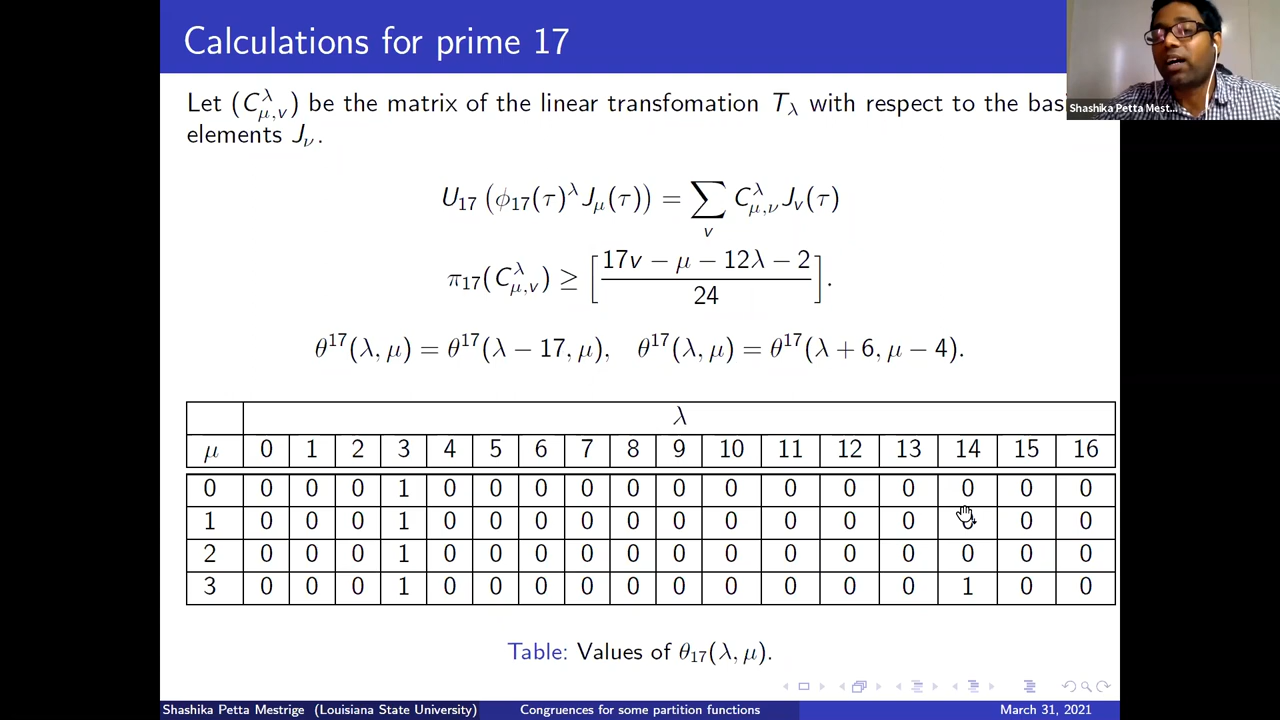 Calculations for prime 17
Let (C^λ_{μ,ν}) be the matrix of the linear transfomation T_λ with respect to the bas
elements J_ν.
U_17 (φ_17(τ)^λ J_μ(τ)) = ∑_v C^λ_{μ,ν} J_v(τ)
π_17(C^λ_{μ,v}) ≥ [ (17v − μ − 12λ − 2) / 24 ].
θ^17(λ, μ) = θ^17(λ − 17, μ), θ^17(λ, μ) = θ^17(λ + 6, μ − 4).
λ
μ 0 1 2 3 4 5 6 7 8 9 10 11 12 13 14 15 16
0 0 0 0 1 0 0 0 0 0 0 0 0 0 0 0 0 0
1 0 0 0 1 0 0 0 0 0 0 0 0 0 0 0 0
2 0 0 0 1 0 0 0 0 0 0 0 0 0 0 0 0 0
3 0 0 0 1 0 0 0 0 0 0 0 0 0 0 1 0 0
Table: Values of θ_17(λ, μ).
Shashika Petta Mest...
Shashika Petta Mestrige (Louisiana State University) Congruences for some partition functions March 31, 2021